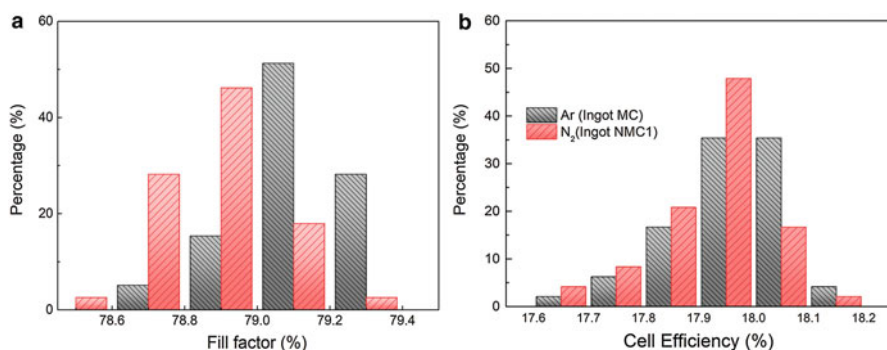 a
60
40
20
0
Percentage (%)
78.6 78.8 79.0 79.2 79.4
Fill factor (%)
b
60
50
40
30
20
10
0
Percentage (%)
Ar (Ingot MC)
N₂(Ingot NMC1)
17.6 17.7 17.8 17.9 18.0 18.1 18.2
Cell Efficiency (%)